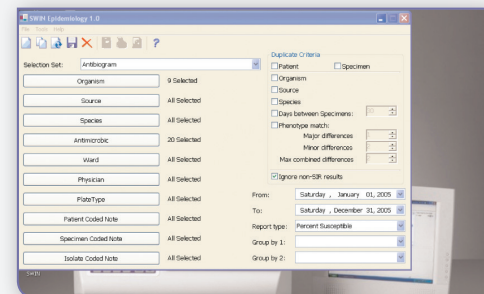 SWIN Epidemiology 1.0
File Tools Help
Selection Set: Antibiogram
Organism 9 Selected
Source All Selected
Species All Selected
Antimicrobic 20 Selected
Ward All Selected
Physician All Selected
PlateType All Selected
Patient Coded Note All Selected
Specimen Coded Note All Selected
Isolate Coded Note All Selected
Duplicate Criteria
Patient Specimen
Organism
Source
Species
Days between Specimens: 30
Phenotype match:
Major differences
Minor differences
Max combined differences
Ignore non-SIR results
From: Saturday , January 01, 2005
To: Saturday , December 31, 2005
Report type: Percent Susceptible
Group by 1:
Group by 2:
SWIN